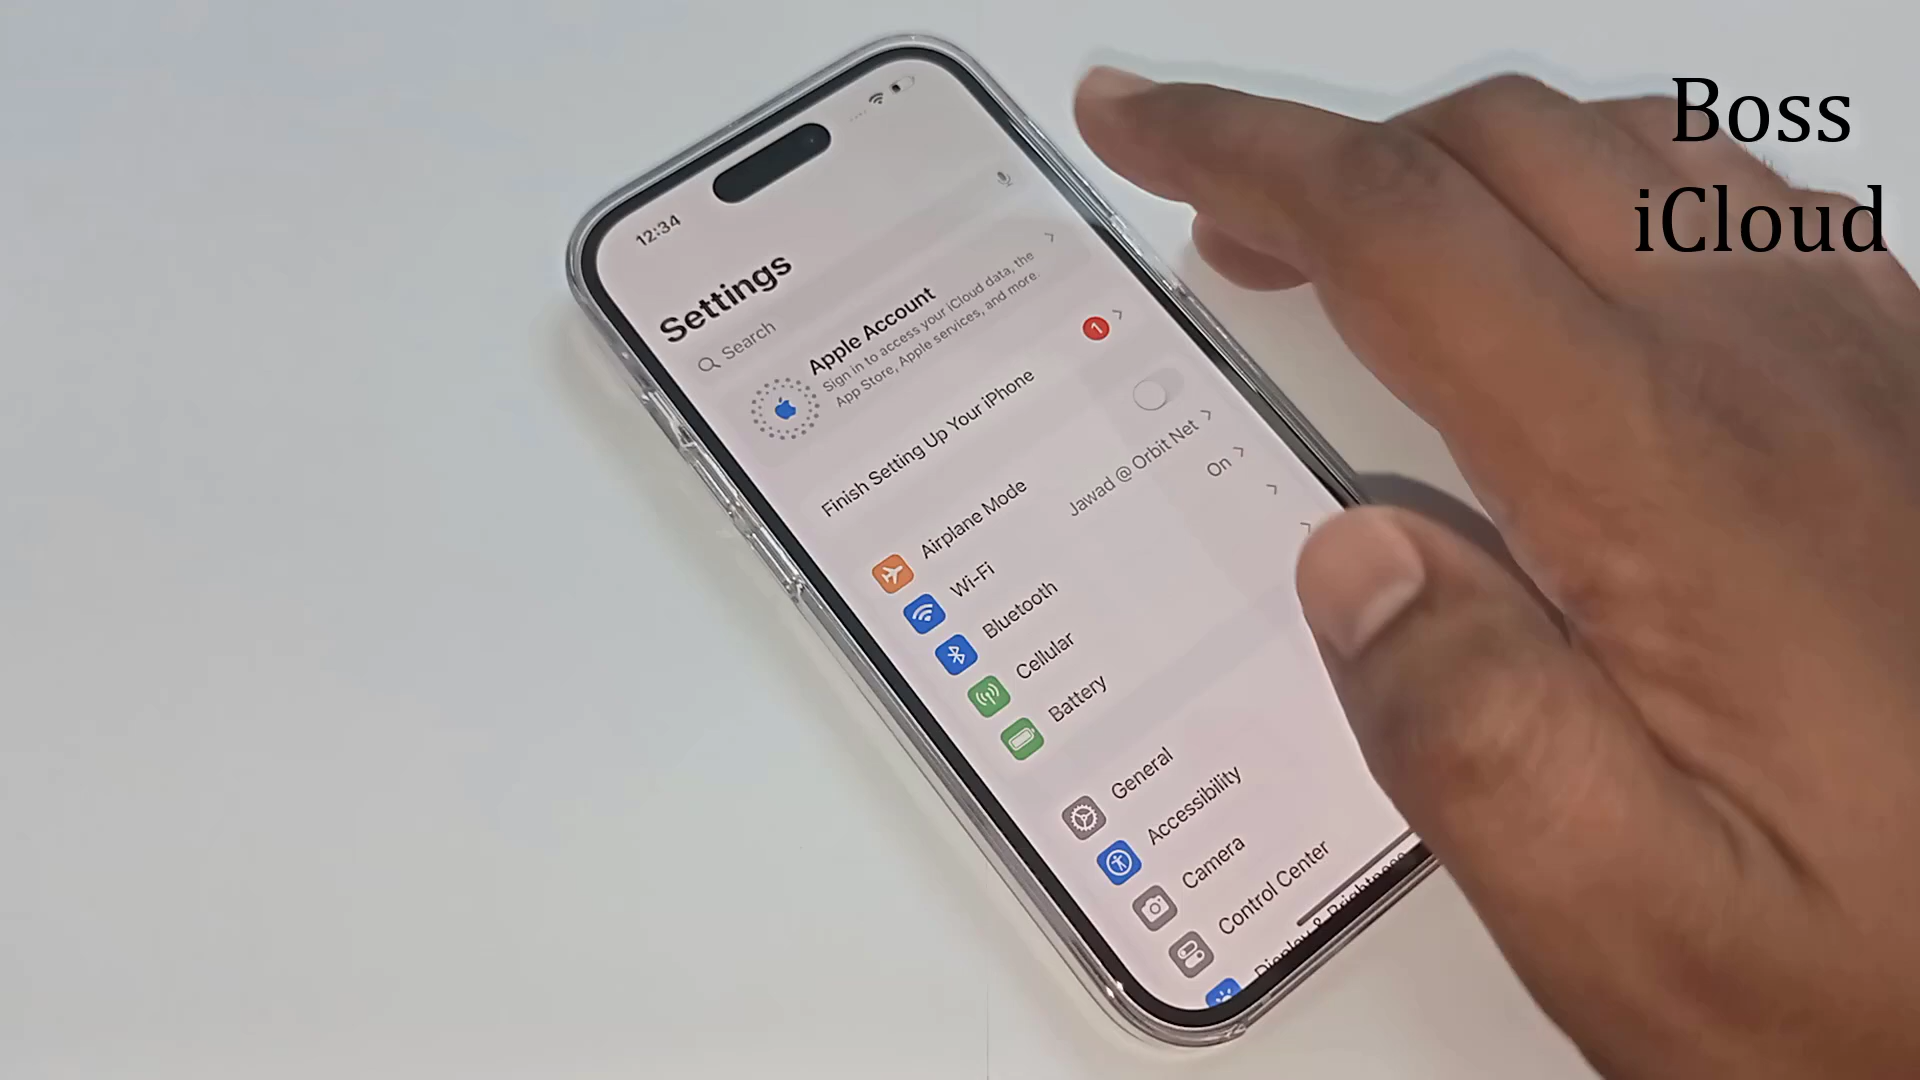 Boss
iCloud
12:34
Settings
Search
Apple Account
Sign in to access your iCloud data, the
App Store, Apple services, and more.
Finish Setting Up Your iPhone
1
Airplane Mode
Wi-Fi
Jawad @ Orbit Net
Bluetooth
On
Cellular
Battery
General
Accessibility
Camera
Control Center
Display & Brightness